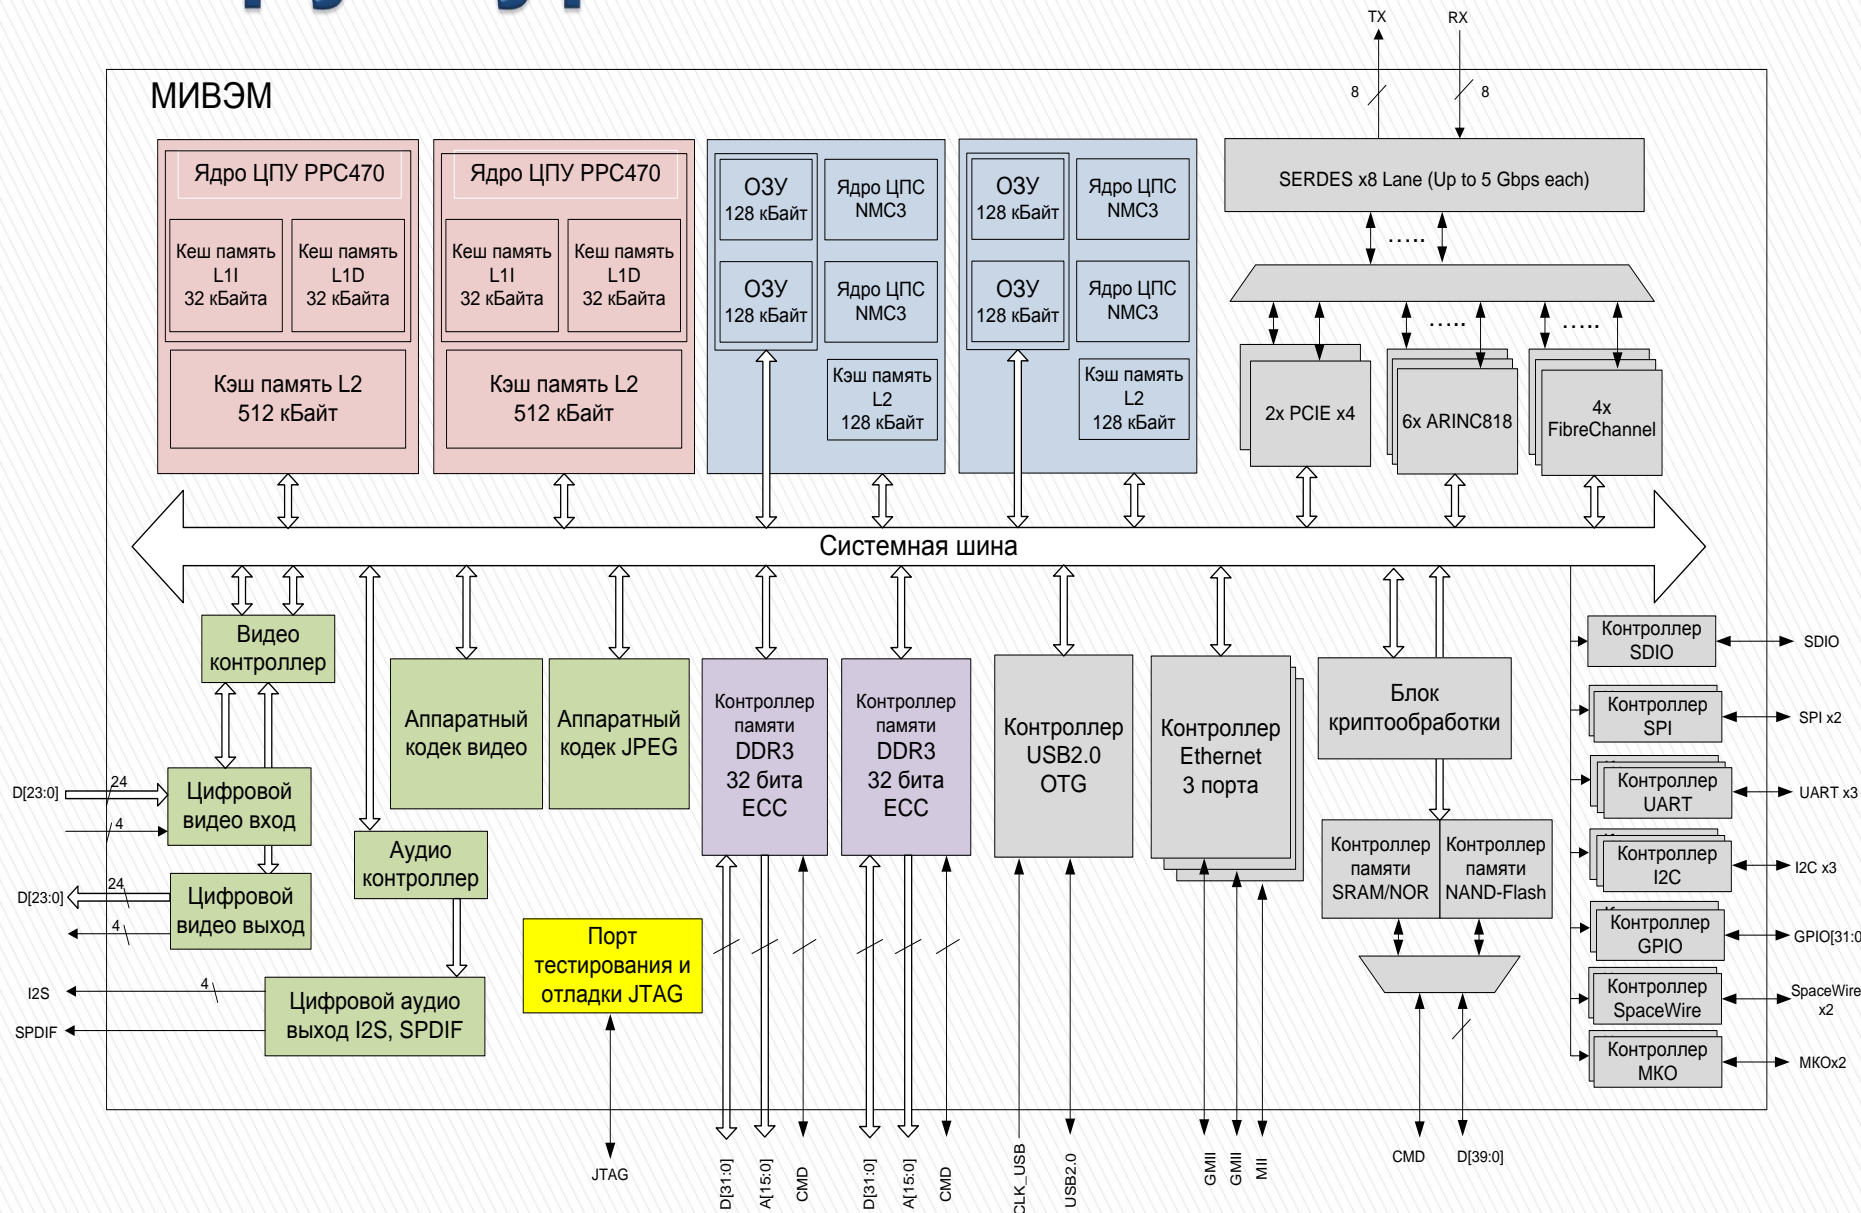 TX
RX
8
8
МИВЭМ
Ядро ЦПУ PPC470
Кеш память
L1I
32 кБайта
Кеш память
L1D
32 кБайта
Кэш память L2
512 кБайт
Ядро ЦПУ PPC470
Кеш память
L1I
32 кБайта
Кеш память
L1D
32 кБайта
Кэш память L2
512 кБайт
ОЗУ
128 кБайт
Ядро ЦПС
NMC3
ОЗУ
128 кБайт
Ядро ЦПС
NMC3
Кэш память
L2
128 кБайт
ОЗУ
128 кБайт
Ядро ЦПС
NMC3
ОЗУ
128 кБайт
Ядро ЦПС
NMC3
Кэш память
L2
128 кБайт
SERDES x8 Lane (Up to 5 Gbps each)
.....
.....
.....
2x PCIE x4
6x ARINC818
4x
FibreChannel
Системная шина
Видео
контроллер
Аппаратный
кодек видео
Аппаратный
кодек JPEG
Контроллер
памяти
DDR3
32 бита
ECC
Контроллер
памяти
DDR3
32 бита
ECC
Контроллер
USB2.0
OTG
Контроллер
Ethernet
3 порта
Блок
криптообработки
Контроллер
памяти
SRAM/NOR
Контроллер
памяти
NAND-Flash
Контроллер
SDIO
SDIO
Контроллер
SPI
SPI x2
Контроллер
UART
UART x3
Контроллер
I2C
I2C x3
Контроллер
GPIO
GPIO[31:0
Контроллер
SpaceWire
SpaceWire
x2
Контроллер
МКО
МКОx2
D[23:0]
24
4
Цифровой
видео вход
D[23:0]
24
4
Цифровой
видео выход
Аудио
контроллер
I2S
4
SPDIF
Цифровой аудио
выход I2S, SPDIF
Порт
тестирования и
отладки JTAG
JTAG
D[31:0]
A[15:0]
CMD
D[31:0]
A[15:0]
CMD
CLK_USB
USB2.0
GMII
GMII
MII
CMD
D[39:0]